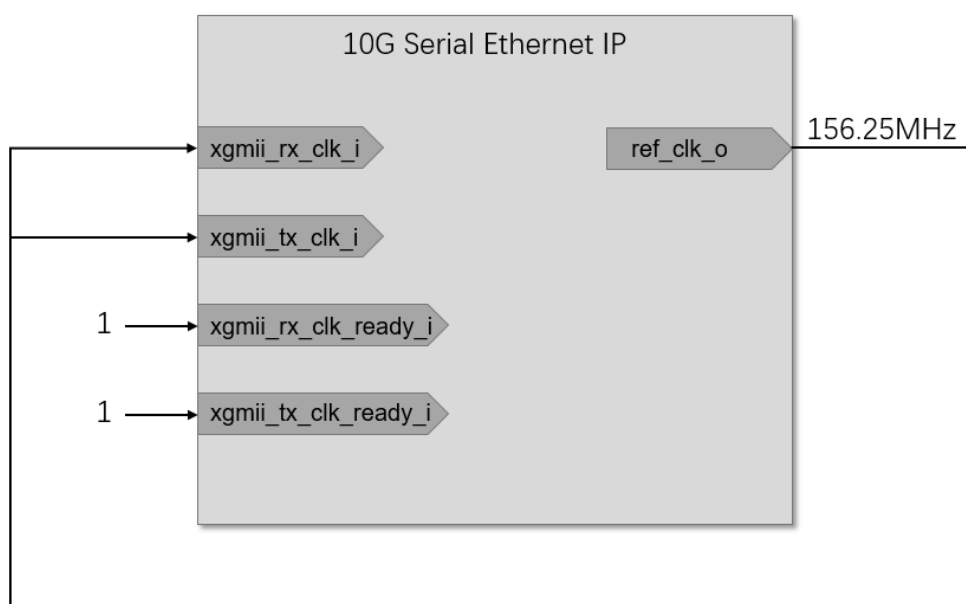 10G Serial Ethernet IP
xgmii_rx_clk_i
ref_clk_o
156.25MHz
xgmii_tx_clk_i
1
xgmii_rx_clk_ready_i
1
xgmii_tx_clk_ready_i